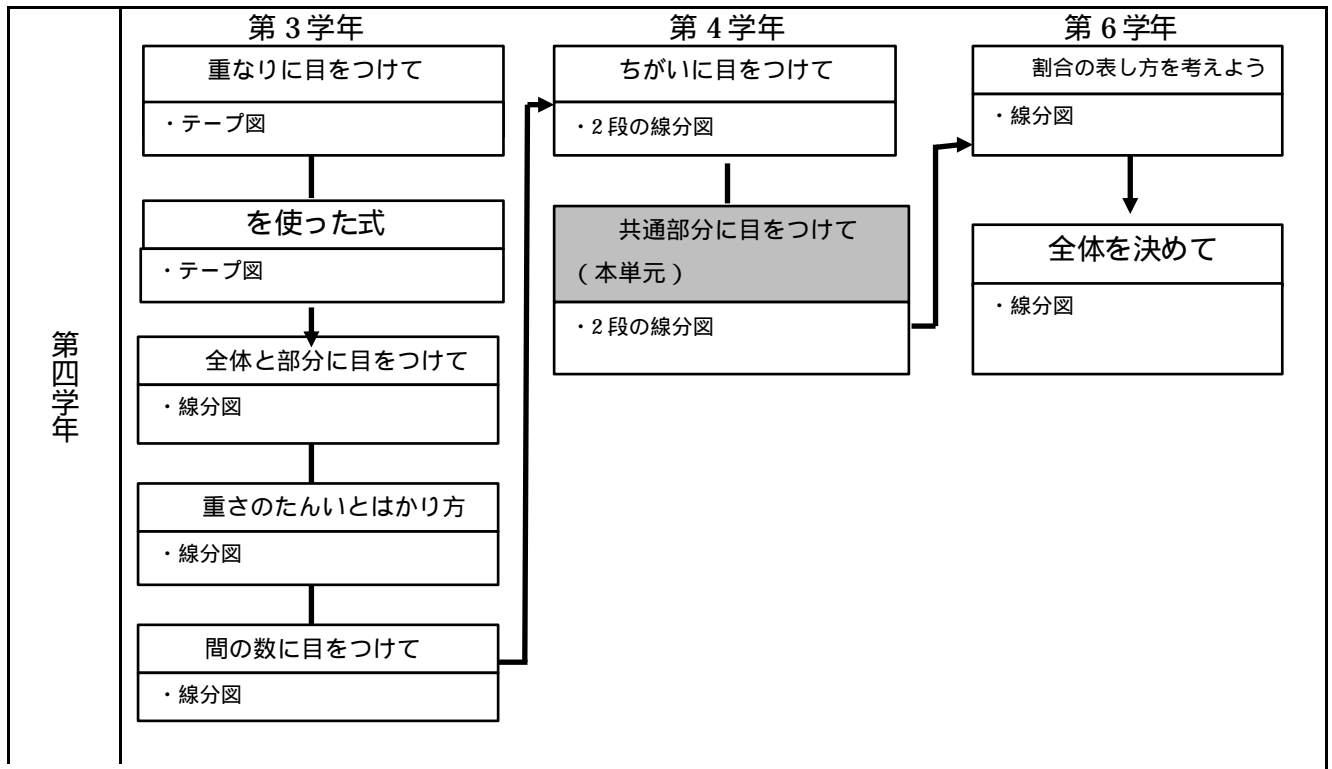 第四学年
第3学年
重なりに目をつけて
・テープ図
を使った式
・テープ図
全体と部分に目をつけて
・線分図
重さのたんいとはかり方
・線分図
間の数に目をつけて
・線分図
第4学年
ちがいに目をつけて
・2段の線分図
共通部分に目をつけて
(本単元)
・2段の線分図
第6学年
割合の表し方を考えよう
・線分図
全体を決めて
・線分図